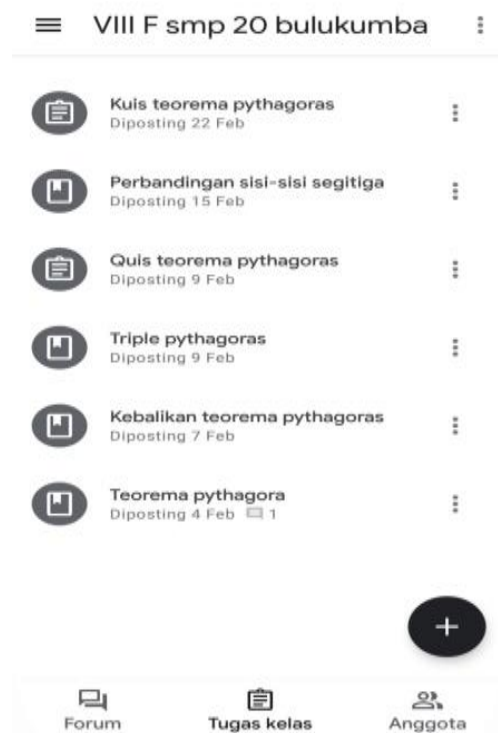 VIII F smp 20 bulukumba
Kuis teorema pythagoras
Diposting 22 Feb
Perbandingan sisi-sisi segitiga
Diposting 15 Feb
Quis teorema pythagoras
Diposting 9 Feb
Triple pythagoras
Diposting 9 Feb
Kebalikan teorema pythagoras
Diposting 7 Feb
Teorema pythagora
Diposting 4 Feb 1
Forum Tugas kelas Anggota